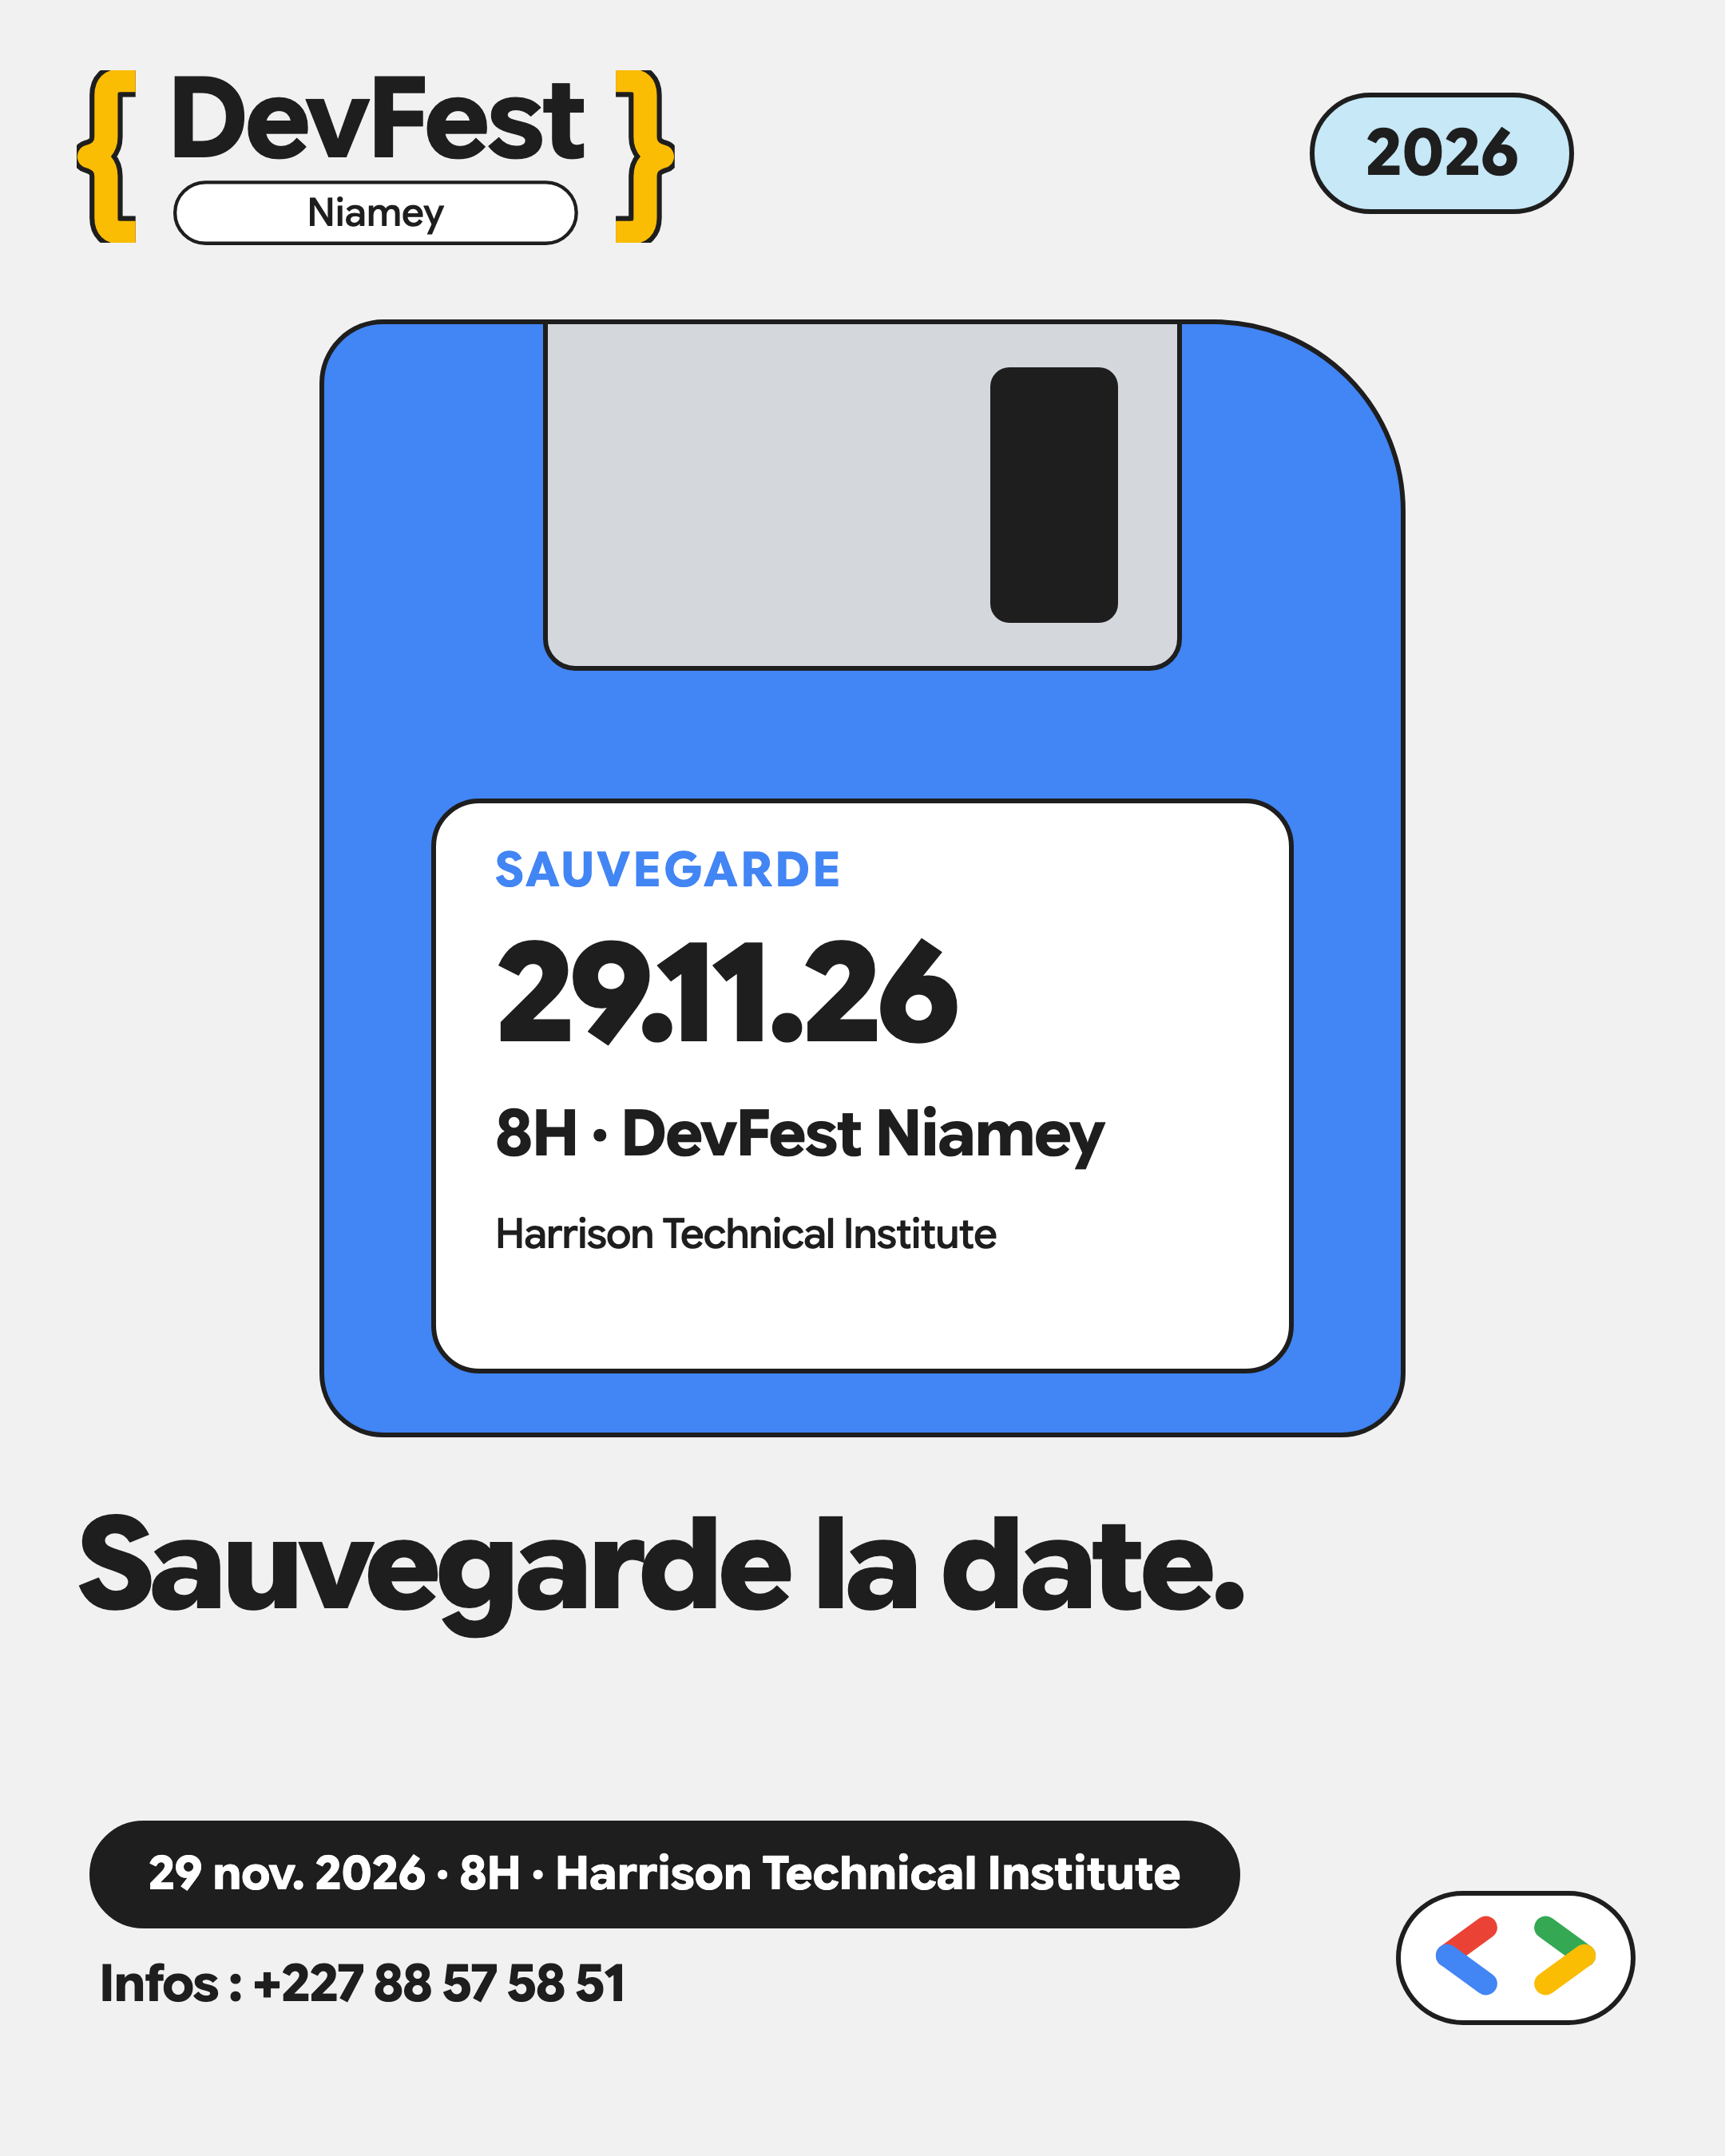 DevFest
Niamey
2026
SAUVEGARDE
29.11.26
8H · DevFest Niamey
Harrison Technical Institute
Sauvegarde la date.
29 nov. 2026 · 8H · Harrison Technical Institute
Infos : +227 88 57 58 51